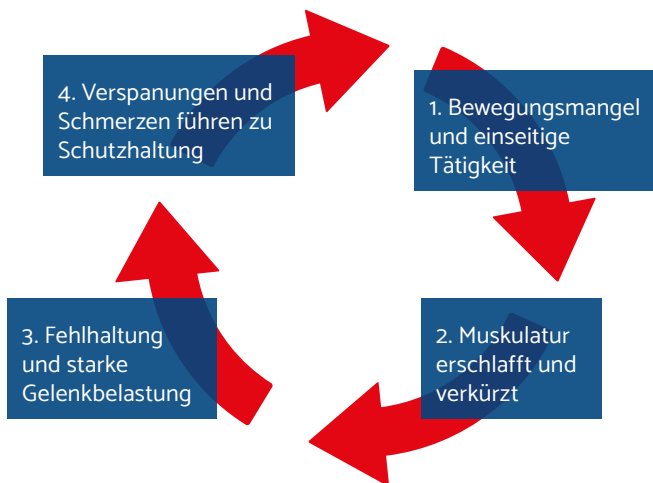 1. Bewegungsmangel
und einseitige
Tätigkeit
2. Muskulatur
erschlafft und
verkürzt
3. Fehlhaltung
und starke
Gelenkbelastung
4. Verspanungen und
Schmerzen führen zu
Schutzhaltung